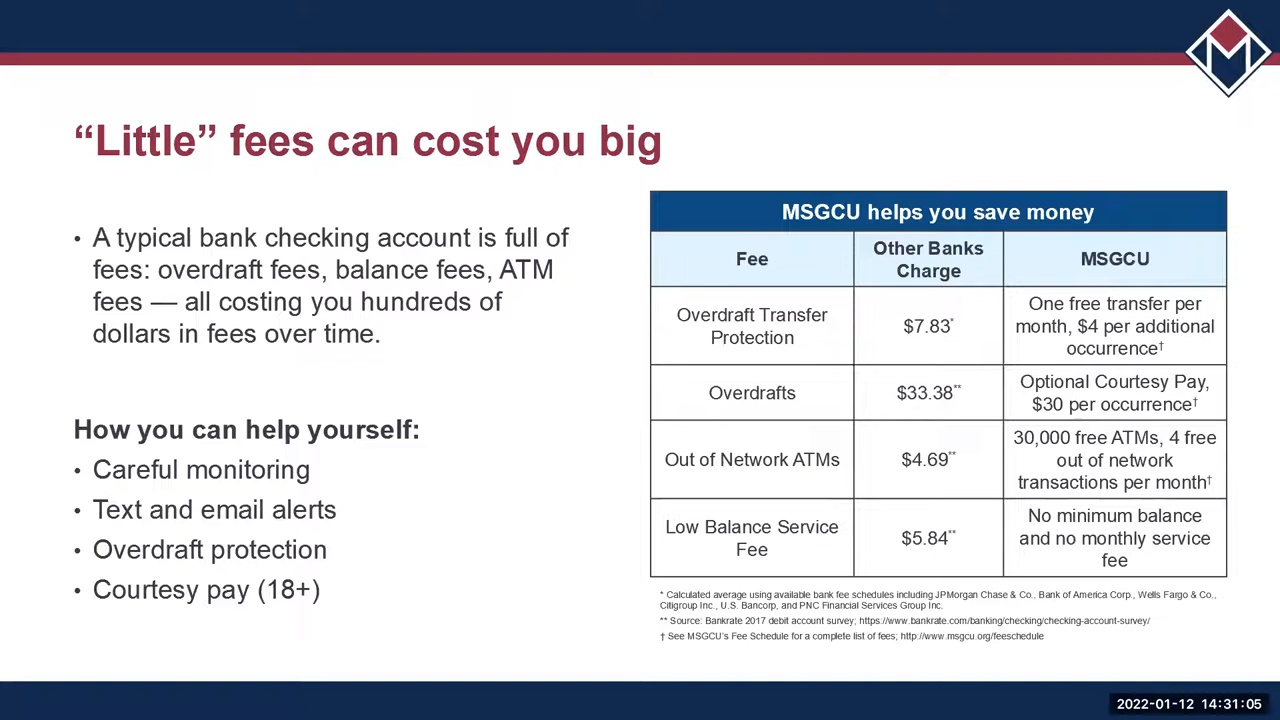 “Little” fees can cost you big
• A typical bank checking account is full of
fees: overdraft fees, balance fees, ATM
fees — all costing you hundreds of
dollars in fees over time.
How you can help yourself:
• Careful monitoring
• Text and email alerts
• Overdraft protection
• Courtesy pay (18+)
MSGCU helps you save money
Fee
Other Banks
Charge
MSGCU
Overdraft Transfer
Protection
$7.83*
One free transfer per
month, $4 per additional
occurrence†
Overdrafts
$33.38**
Optional Courtesy Pay,
$30 per occurrence†
Out of Network ATMs
$4.69**
30,000 free ATMs, 4 free
out of network
transactions per month†
Low Balance Service
Fee
$5.84**
No minimum balance
and no monthly service
fee
* Calculated average using available bank fee schedules including JPMorgan Chase & Co., Bank of America Corp., Wells Fargo & Co.,
Citigroup Inc., U.S. Bancorp, and PNC Financial Services Group Inc.
** Source: Bankrate 2017 debit account survey; https://www.bankrate.com/banking/checking/checking-account-survey/
† See MSGCU’s Fee Schedule for a complete list of fees; http://www.msgcu.org/feeschedule
2022-01-12 14:31:05